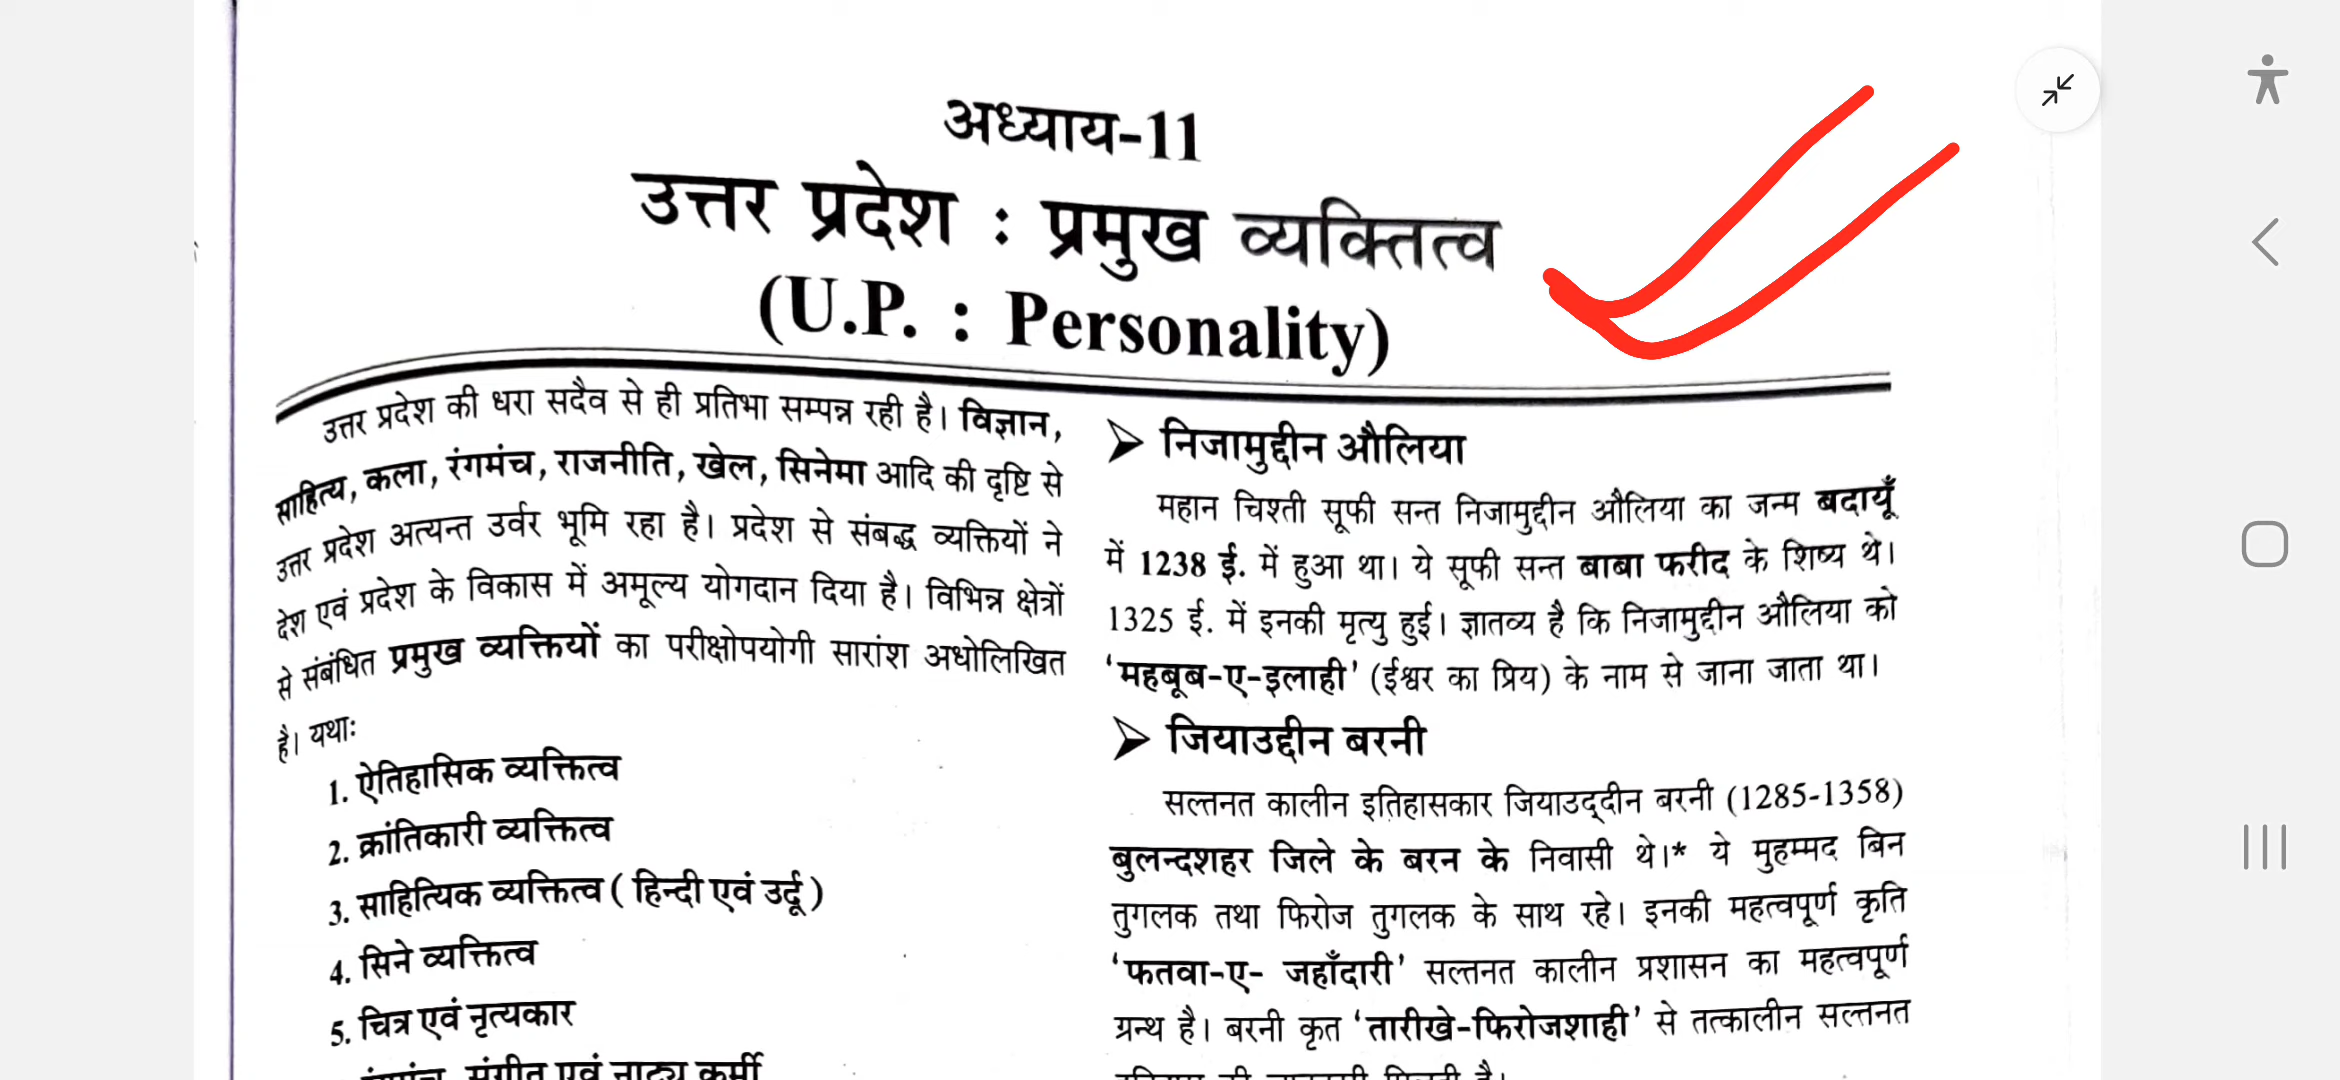 अध्याय-11
उत्तर प्रदेश : प्रमुख व्यक्तित्व
(U.P. : Personality)
उत्तर प्रदेश की धरा सदैव से ही प्रतिभा सम्पन्न रही है। विज्ञान,
साहित्य, कला, रंगमंच, राजनीति, खेल, सिनेमा आदि की दृष्टि से
उत्तर प्रदेश अत्यन्त उर्वर भूमि रहा है। प्रदेश से संबद्ध व्यक्तियों ने
देश एवं प्रदेश के विकास में अमूल्य योगदान दिया है। विभिन्न क्षेत्रों
से संबंधित प्रमुख व्यक्तियों का परीक्षोपयोगी सारांश अधोलिखित
है। यथाः
1. ऐतिहासिक व्यक्तित्व
2. क्रांतिकारी व्यक्तित्व
3. साहित्यिक व्यक्तित्व ( हिन्दी एवं उर्दू )
4. सिने व्यक्तित्व
5. चित्र एवं नृत्यकार
रंगमंच, संगीत एवं नाट्य कर्मी
➤ निजामुद्दीन औलिया
महान चिश्ती सूफी सन्त निजामुद्दीन औलिया का जन्म बदायूँ
में 1238 ई. में हुआ था। ये सूफी सन्त बाबा फरीद के शिष्य थे।
1325 ई. में इनकी मृत्यु हुई। ज्ञातव्य है कि निजामुद्दीन औलिया को
‘महबूब-ए-इलाही’ (ईश्वर का प्रिय) के नाम से जाना जाता था।
➤ जियाउद्दीन बरनी
सल्तनत कालीन इतिहासकार जियाउद्‌दीन बरनी (1285-1358)
बुलन्दशहर जिले के बरन के निवासी थे।* ये मुहम्मद बिन
तुगलक तथा फिरोज तुगलक के साथ रहे। इनकी महत्वपूर्ण कृति
‘फतवा-ए- जहाँदारी’ सल्तनत कालीन प्रशासन का महत्वपूर्ण
ग्रन्थ है। बरनी कृत ‘तारीखे-फिरोजशाही’ से तत्कालीन सल्तनत